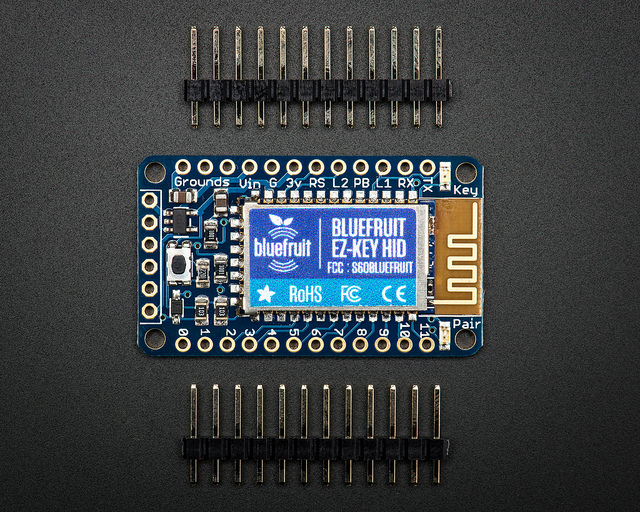 Grounds Vin G 3v RS L2 PB L1 RX TX
Key
bluefruit
BLUEFRUIT
EZ-KEY HID
FCC : S6OBLUEFRUIT
RoHS FC CE
Pair
0 1 2 3 4 5 6 7 8 9 10 11